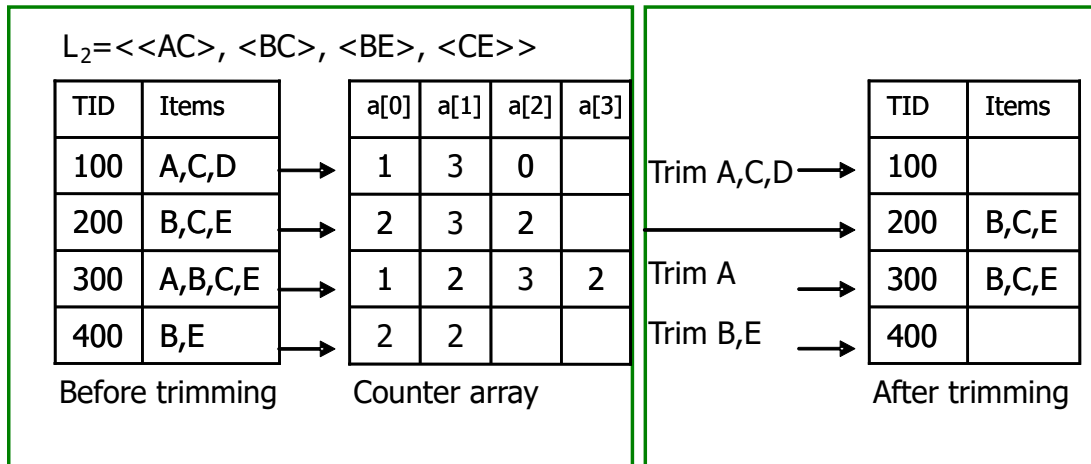 L2=<<AC>, <BC>, <BE>, <CE>>
TID Items a[0] a[1] a[2] a[3] TID Items
100 A,C,D 1 3 0 Trim A,C,D 100
200 B,C,E 2 3 2 200 B,C,E
300 A,B,C,E 1 2 3 2 Trim A 300 B,C,E
400 B,E 2 2 Trim B,E 400
Before trimming Counter array After trimming